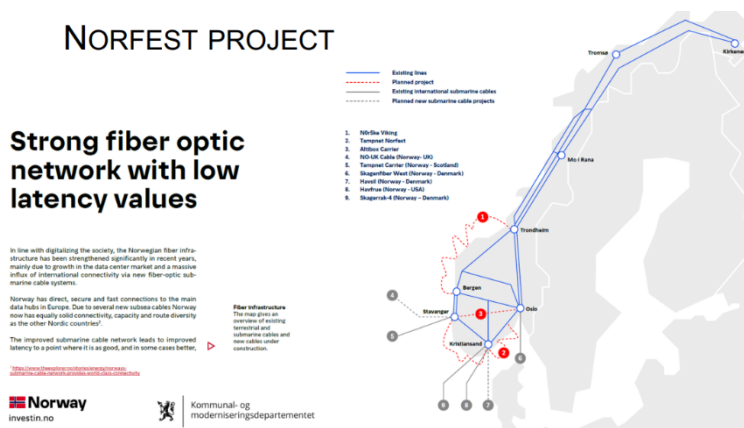 NORFEST PROJECT
Strong fiber optic
network with low
latency values
In line with digitalizing the society, the Norwegian fiber infra-
structure has been strengthened significantly in recent years,
mainly due to growth in the data center market and a massive
influx of international connectivity via new fiber-optic sub-
marine cable systems.
Norway has direct, secure and fast connections to the main
data hubs in Europe. Due to several new subsea cables Norway
now has equally solid connectivity, capacity and route diversity
as the other Nordic countries¹.
The improved submarine cable network leads to improved
latency to a point where it is as good, and in some cases better,
Fiber Infrastructure
The map gives an
overview of existing
terrestrial and
submarine cables and
new cables under
construction.
Norway
investin.no
Kommunal- og
moderniseringsdepartementet
Existing lines
Planned project
Existing international submarine cables
Planned new submarine cable projects
1. N0rSke Viking
2. Tampnet Norfest
3. Altibox Carrier
4. NO-UK Cable (Norway- UK)
5. Tampnet Carrier (Norway - Scotland)
6. Skagenfiber West (Norway - Denmark)
7. Havsil (Norway - Denmark)
8. Havfrue (Norway - USA)
9. Skagerrak-4 (Norway – Denmark)
Tromsø
Kirkenes
Mo i Rana
1
Trondheim
Bergen
4
Stavanger
3
Oslo
5
Kristiansand
2
6
9
8
7